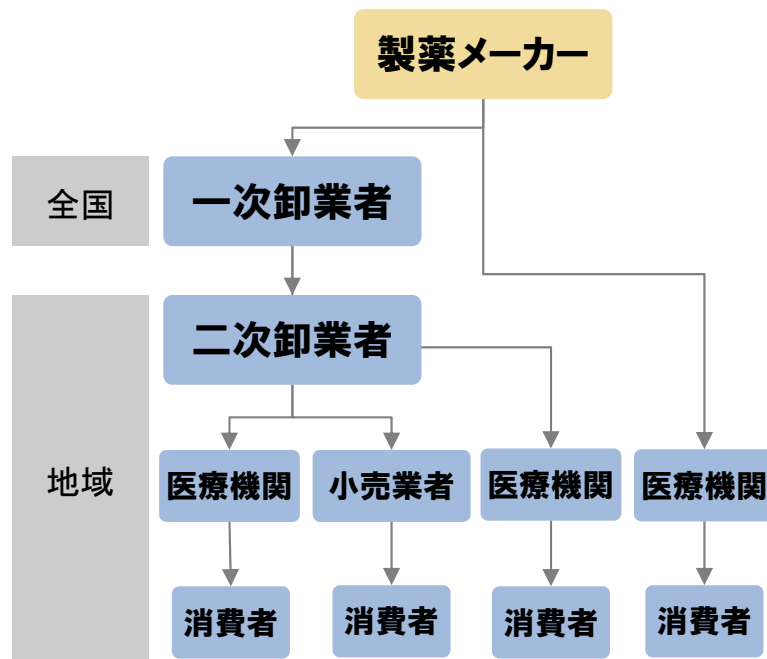 製薬メーカー
全国
一次卸業者
地域
二次卸業者
医療機関
小売業者
医療機関
医療機関
消費者
消費者
消費者
消費者